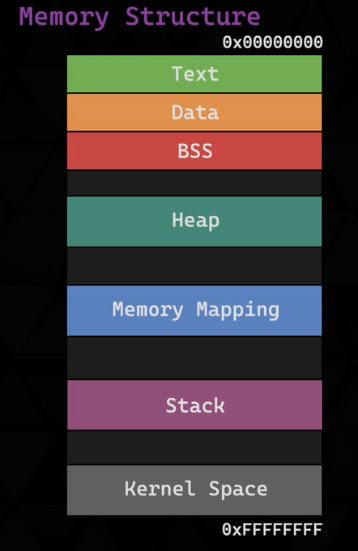 Memory Structure
0x00000000
Text
Data
BSS
Heap
Memory Mapping
Stack
Kernel Space
0xFFFFFFFF